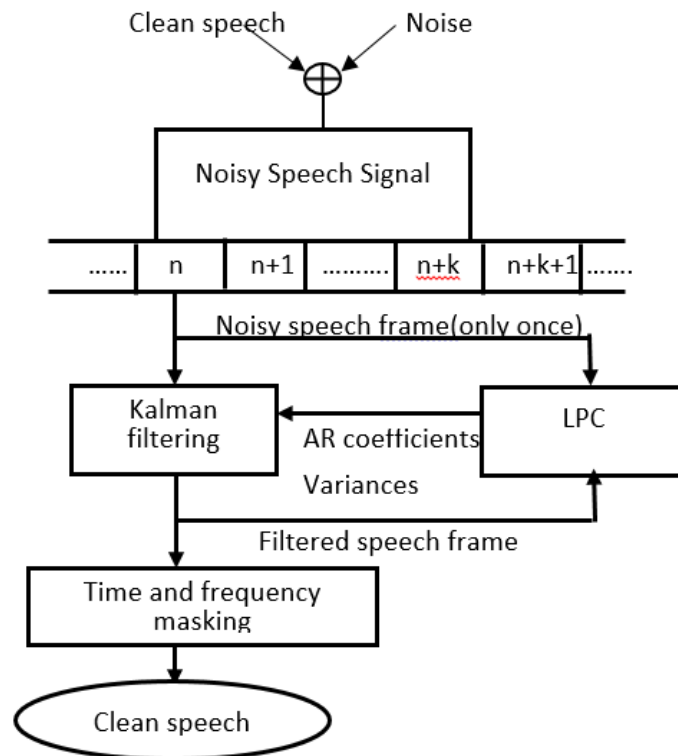 Clean speech Noise
Noisy Speech Signal
...... n n+1 .......... n+k n+k+1 .......
Noisy speech frame(only once)
Kalman
filtering
LPC
AR coefficients
Variances
Filtered speech frame
Time and frequency
masking
Clean speech